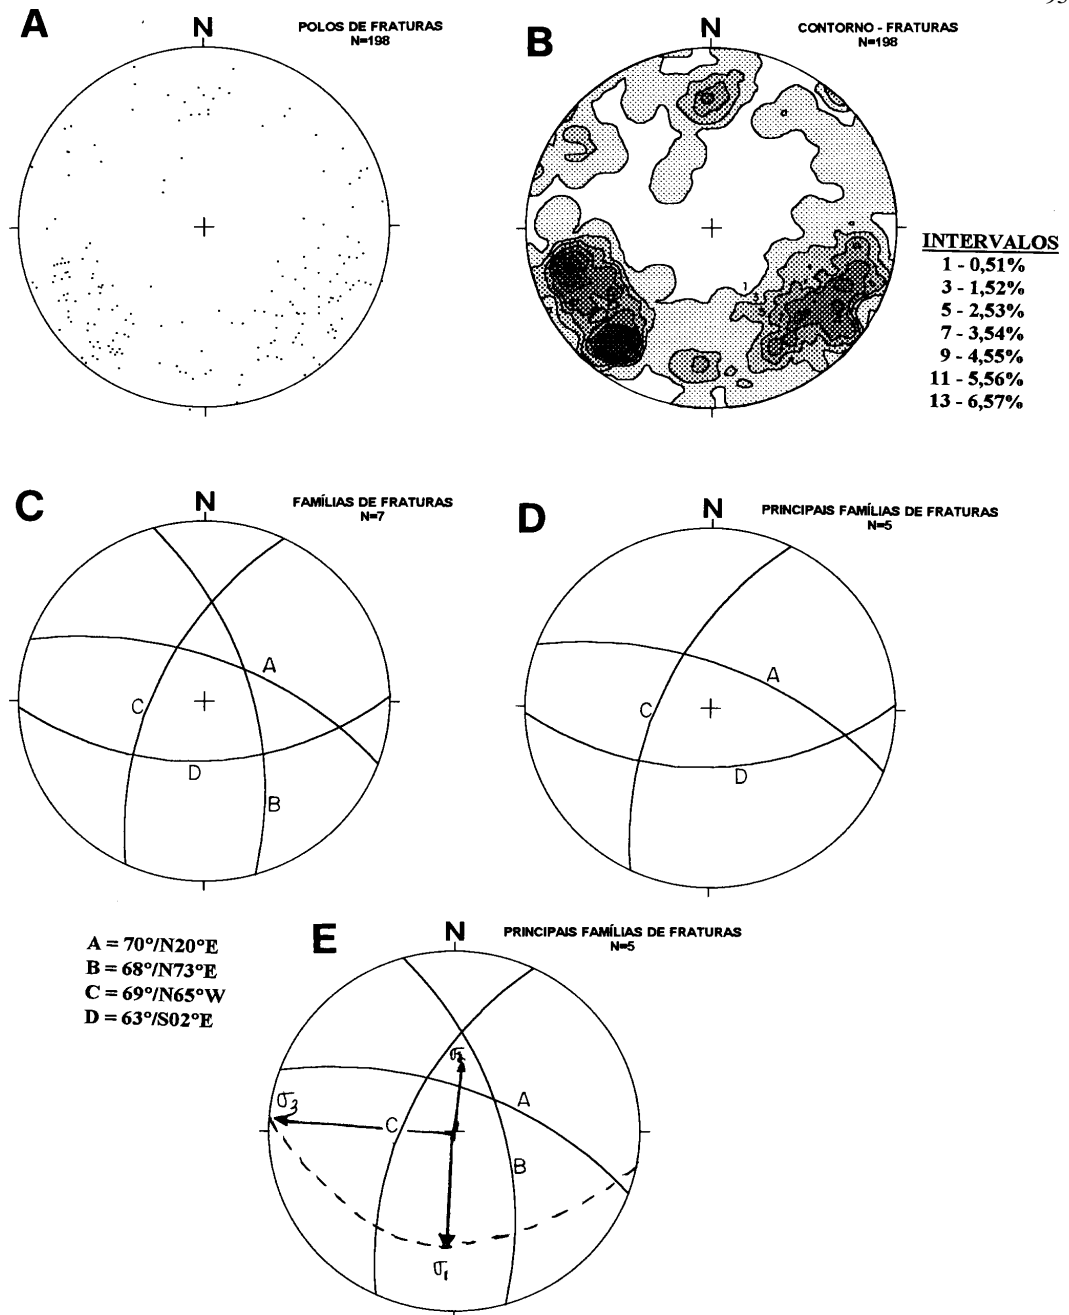 A
N
POLOS DE FRATURAS
N=198
B
N
CONTORNO - FRATURAS
N=198
INTERVALOS
1 - 0,51%
3 - 1,52%
5 - 2,53%
7 - 3,54%
9 - 4,55%
11 - 5,56%
13 - 6,57%
C
N
FAMÍLIAS DE FRATURAS
N=7
A
C
D
B
D
N
PRINCIPAIS FAMÍLIAS DE FRATURAS
N=5
A
C
D
A = 70°/N20°E
B = 68°/N73°E
C = 69°/N65°W
D = 63°/S02°E
E
N
PRINCIPAIS FAMÍLIAS DE FRATURAS
N=5
σ2
σ3
A
C
B
σ1